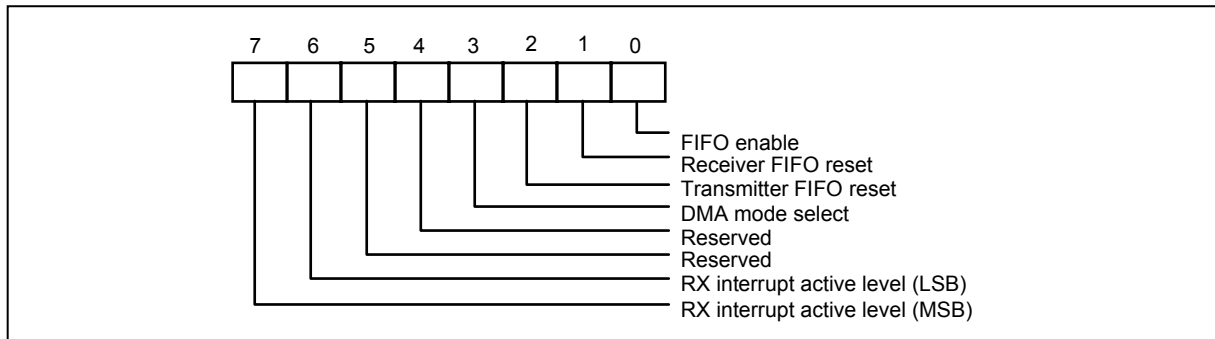 7 6 5 4 3 2 1 0
FIFO enable
Receiver FIFO reset
Transmitter FIFO reset
DMA mode select
Reserved
Reserved
RX interrupt active level (LSB)
RX interrupt active level (MSB)